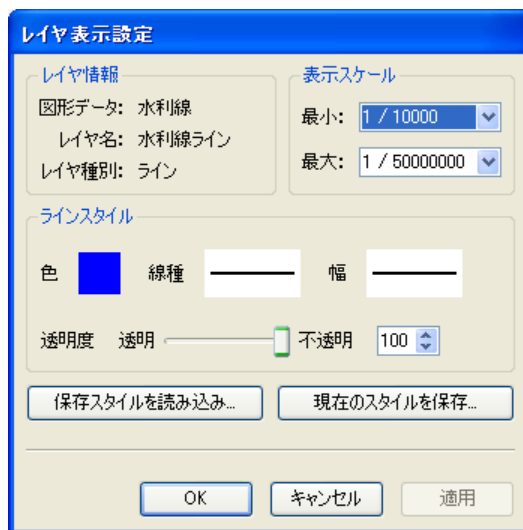 レイヤ表示設定
レイヤ情報
図形データ: 水利線
レイヤ名: 水利線ライン
レイヤ種別: ライン
表示スケール
最小: 1 / 10000
最大: 1 / 50000000
ラインスタイル
色 線種 幅
透明度 透明 不透明 100
保存スタイルを読み込み... 現在のスタイルを保存...
OK キャンセル 適用